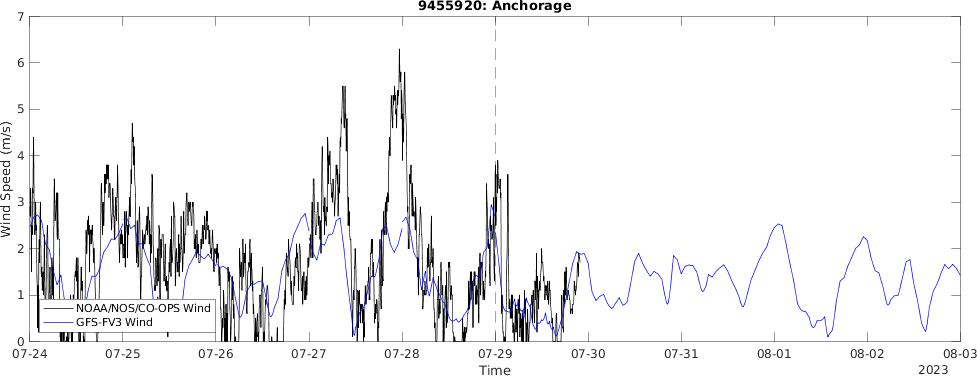 9455920: Anchorage
7
6
5
4
3
2
1
0
Wind Speed (m/s)
NOAA/NOS/CO-OPS Wind
GFS-FV3 Wind
07-24 07-25 07-26 07-27 07-28 07-29 07-30 07-31 08-01 08-02 08-03
Time
2023